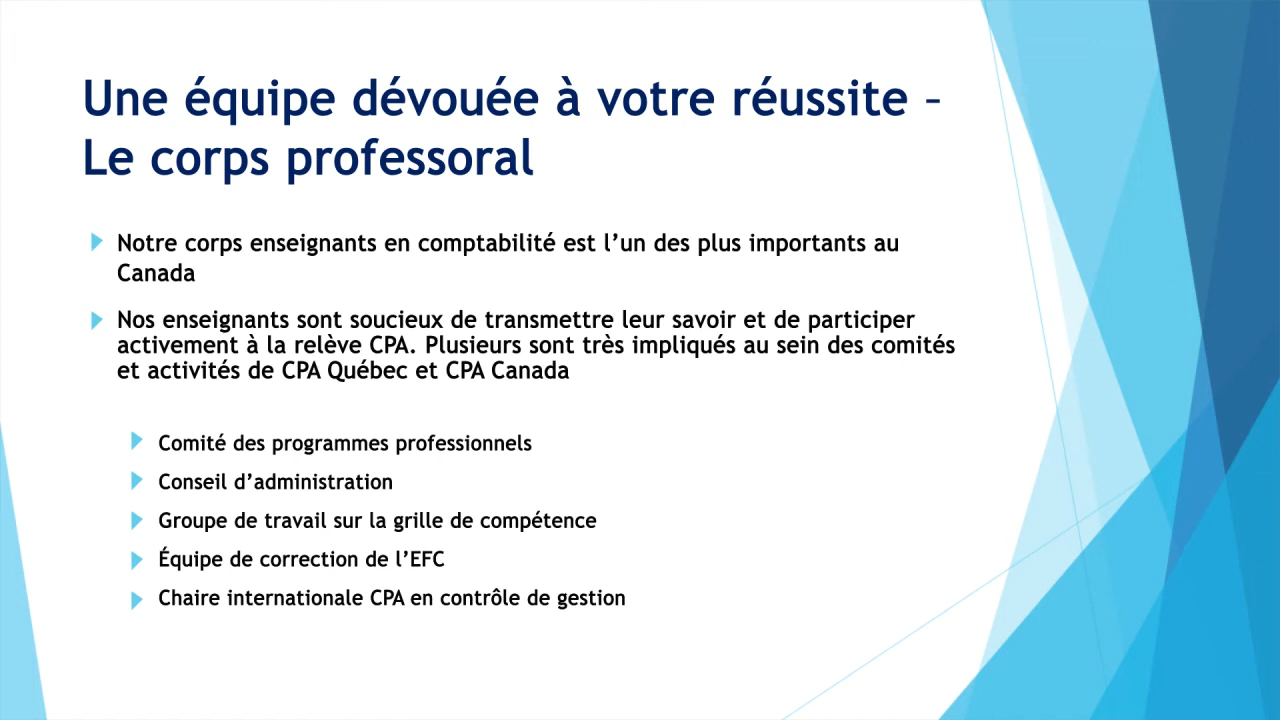 Une équipe dévouée à votre réussite –
Le corps professoral
Notre corps enseignants en comptabilité est l’un des plus importants au
Canada
Nos enseignants sont soucieux de transmettre leur savoir et de participer
activement à la relève CPA. Plusieurs sont très impliqués au sein des comités
et activités de CPA Québec et CPA Canada
Comité des programmes professionnels
Conseil d’administration
Groupe de travail sur la grille de compétence
Équipe de correction de l’EFC
Chaire internationale CPA en contrôle de gestion